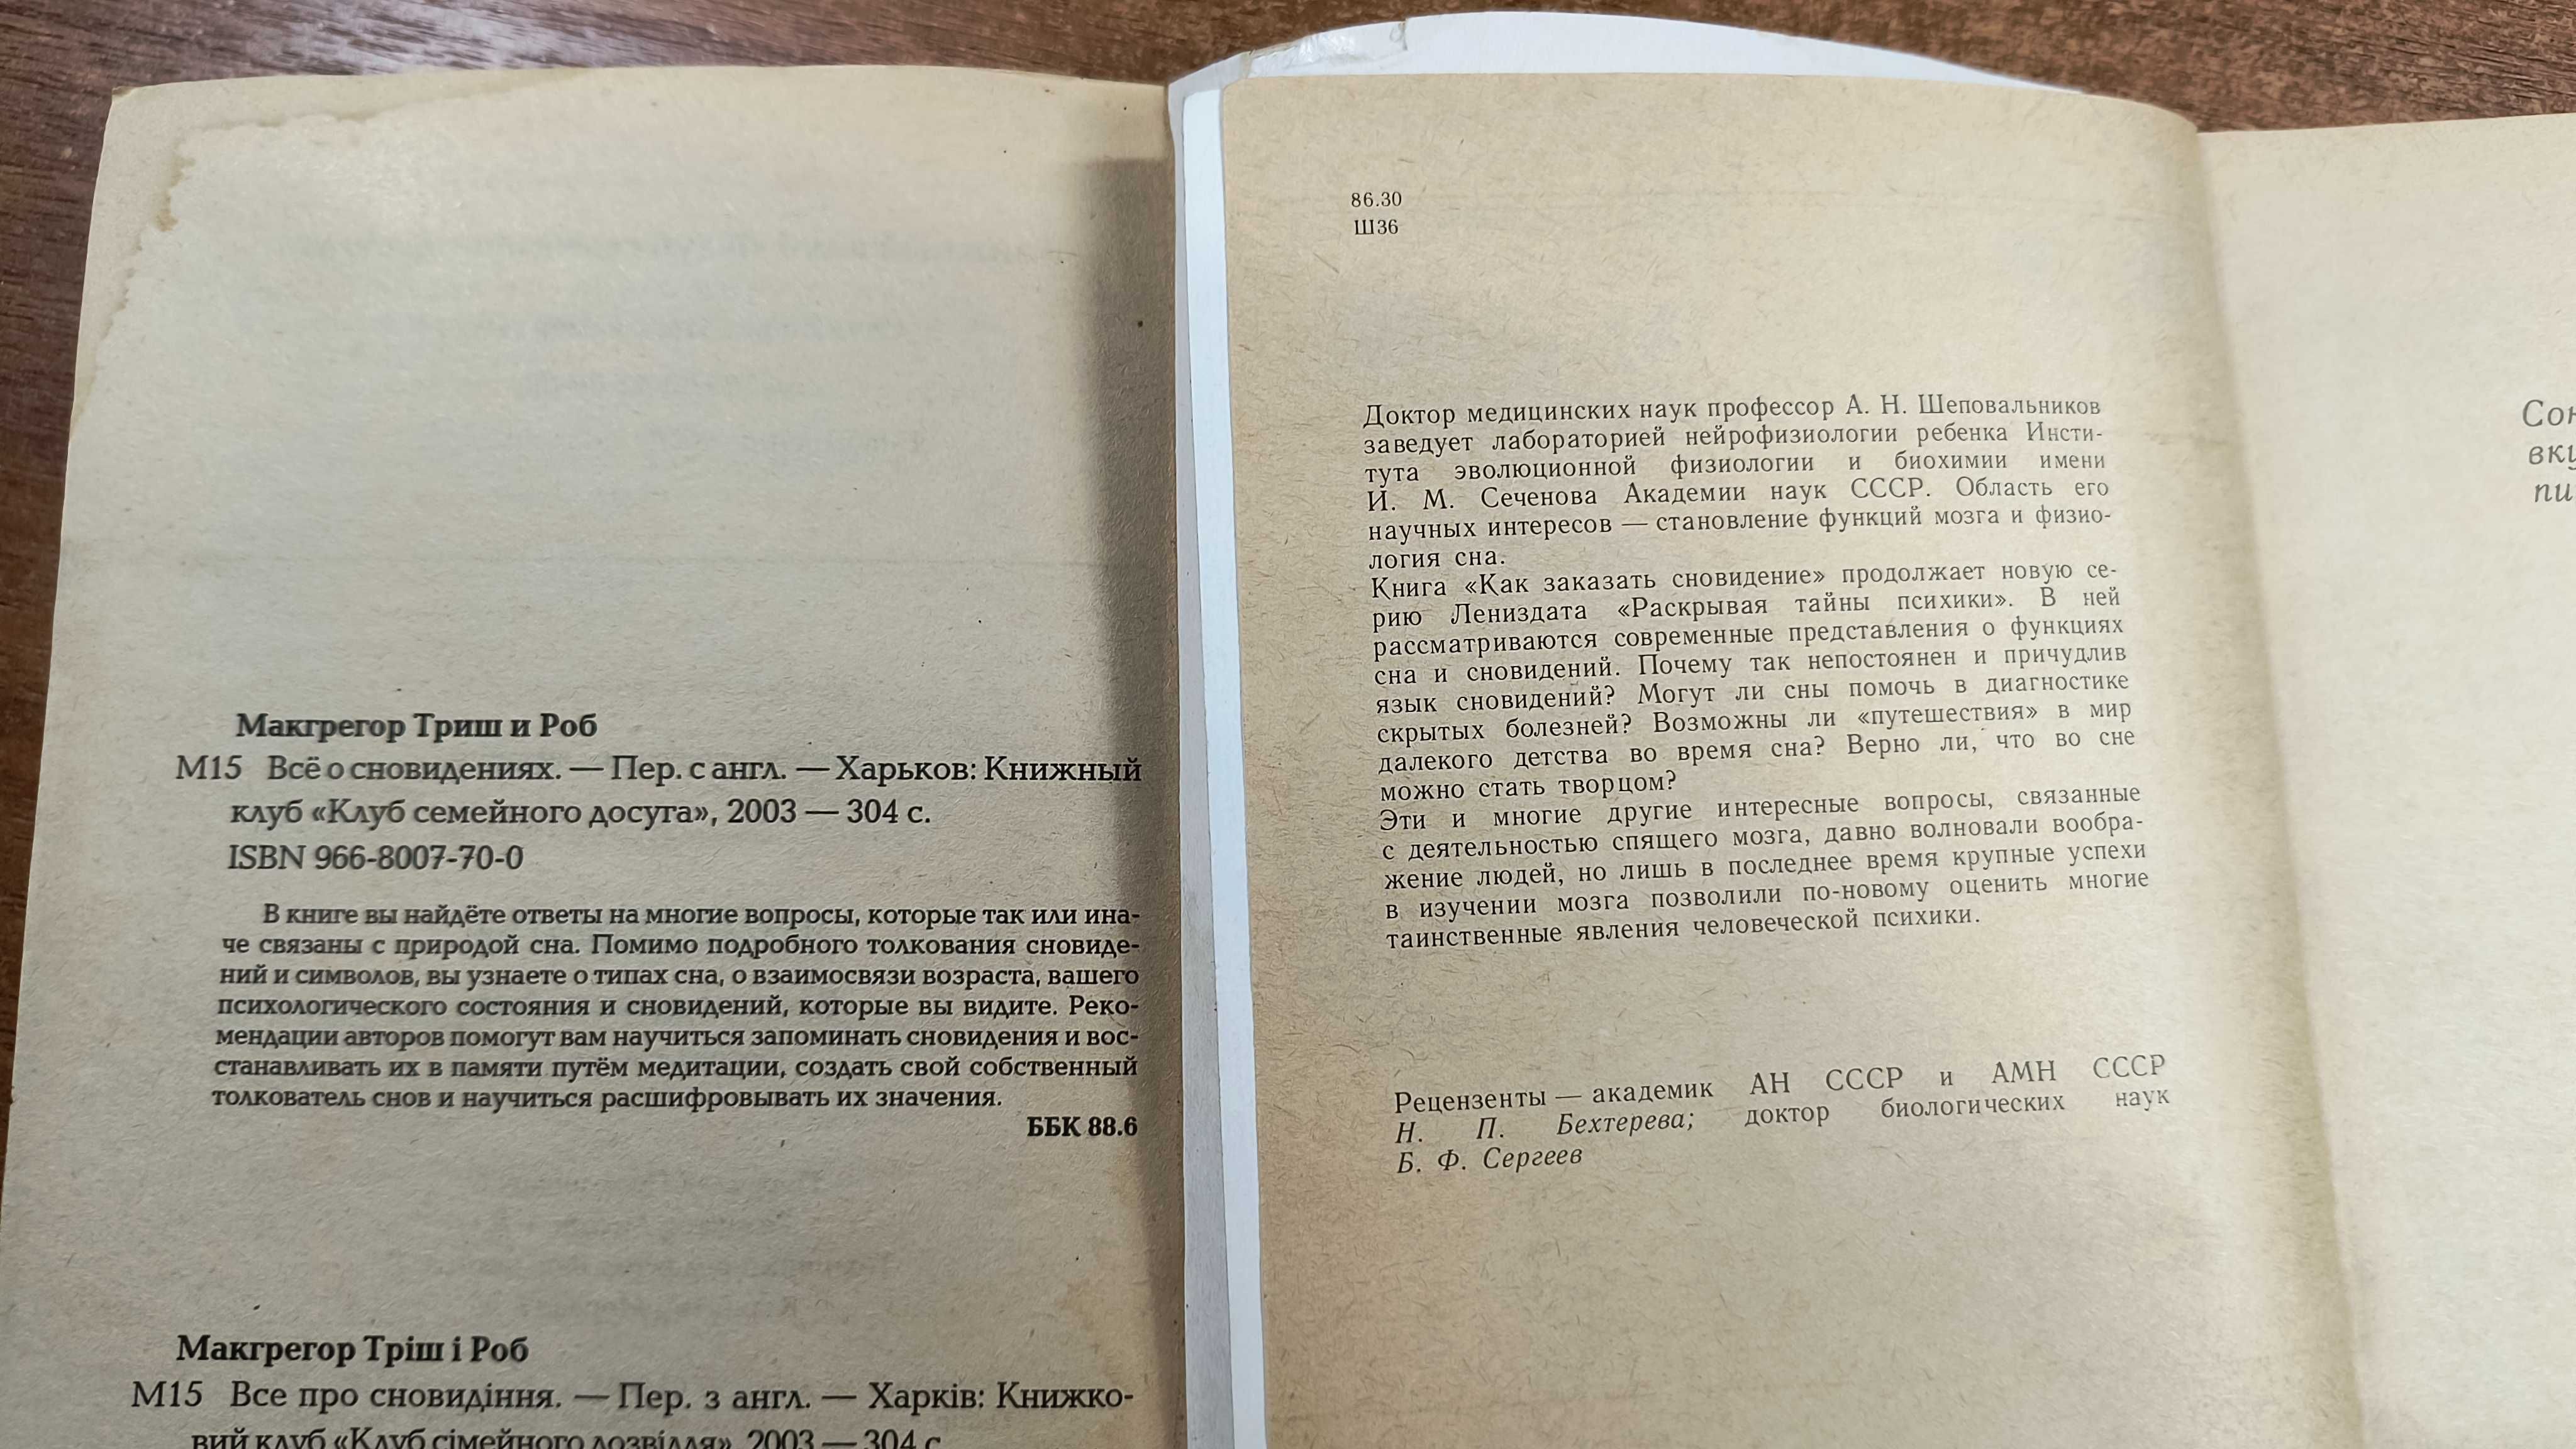 Макгрегор Триш и Роб
М15 Всё о сновидениях. — Пер. с англ. — Харьков: Книжный
клуб «Клуб семейного досуга», 2003 — 304 с.
ISBN 966-8007-70-0
В книге вы найдёте ответы на многие вопросы, которые так или ина-
че связаны с природой сна. Помимо подробного толкования сновиде-
ний и символов, вы узнаете о типах сна, о взаимосвязи возраста, вашего
психологического состояния и сновидений, которые вы видите. Реко-
мендации авторов помогут вам научиться запоминать сновидения и вос-
станавливать их в памяти путём медитации, создать свой собственный
толкователь снов и научиться расшифровывать их значения.
ББК 88.6
Макгрегор Тріш і Роб
М15 Все про сновидіння. — Пер. з англ. — Харків: Книжко-
вий клуб «Клуб сімейного дозвілля», 2003 — 304 с.
86.30
Ш36
Доктор медицинских наук профессор А. Н. Шеповальников
заведует лабораторией нейрофизиологии ребенка Инсти-
тута эволюционной физиологии и биохимии имени
И. М. Сеченова Академии наук СССР. Область его
научных интересов — становление функций мозга и физио-
логия сна.
Книга «Как заказать сновидение» продолжает новую се-
рию Лениздата «Раскрывая тайны психики». В ней
рассматриваются современные представления о функциях
сна и сновидений. Почему так непостоянен и причудлив
язык сновидений? Могут ли сны помочь в диагностике
скрытых болезней? Возможны ли «путешествия» в мир
далекого детства во время сна? Верно ли, что во сне
можно стать творцом?
Эти и многие другие интересные вопросы, связанные
с деятельностью спящего мозга, давно волновали вообра-
жение людей, но лишь в последнее время крупные успехи
в изучении мозга позволили по-новому оценить многие
таинственные явления человеческой психики.
Рецензенты — академик АН СССР и АМН СССР
Н. П. Бехтерева; доктор биологических наук
Б. Ф. Сергеев